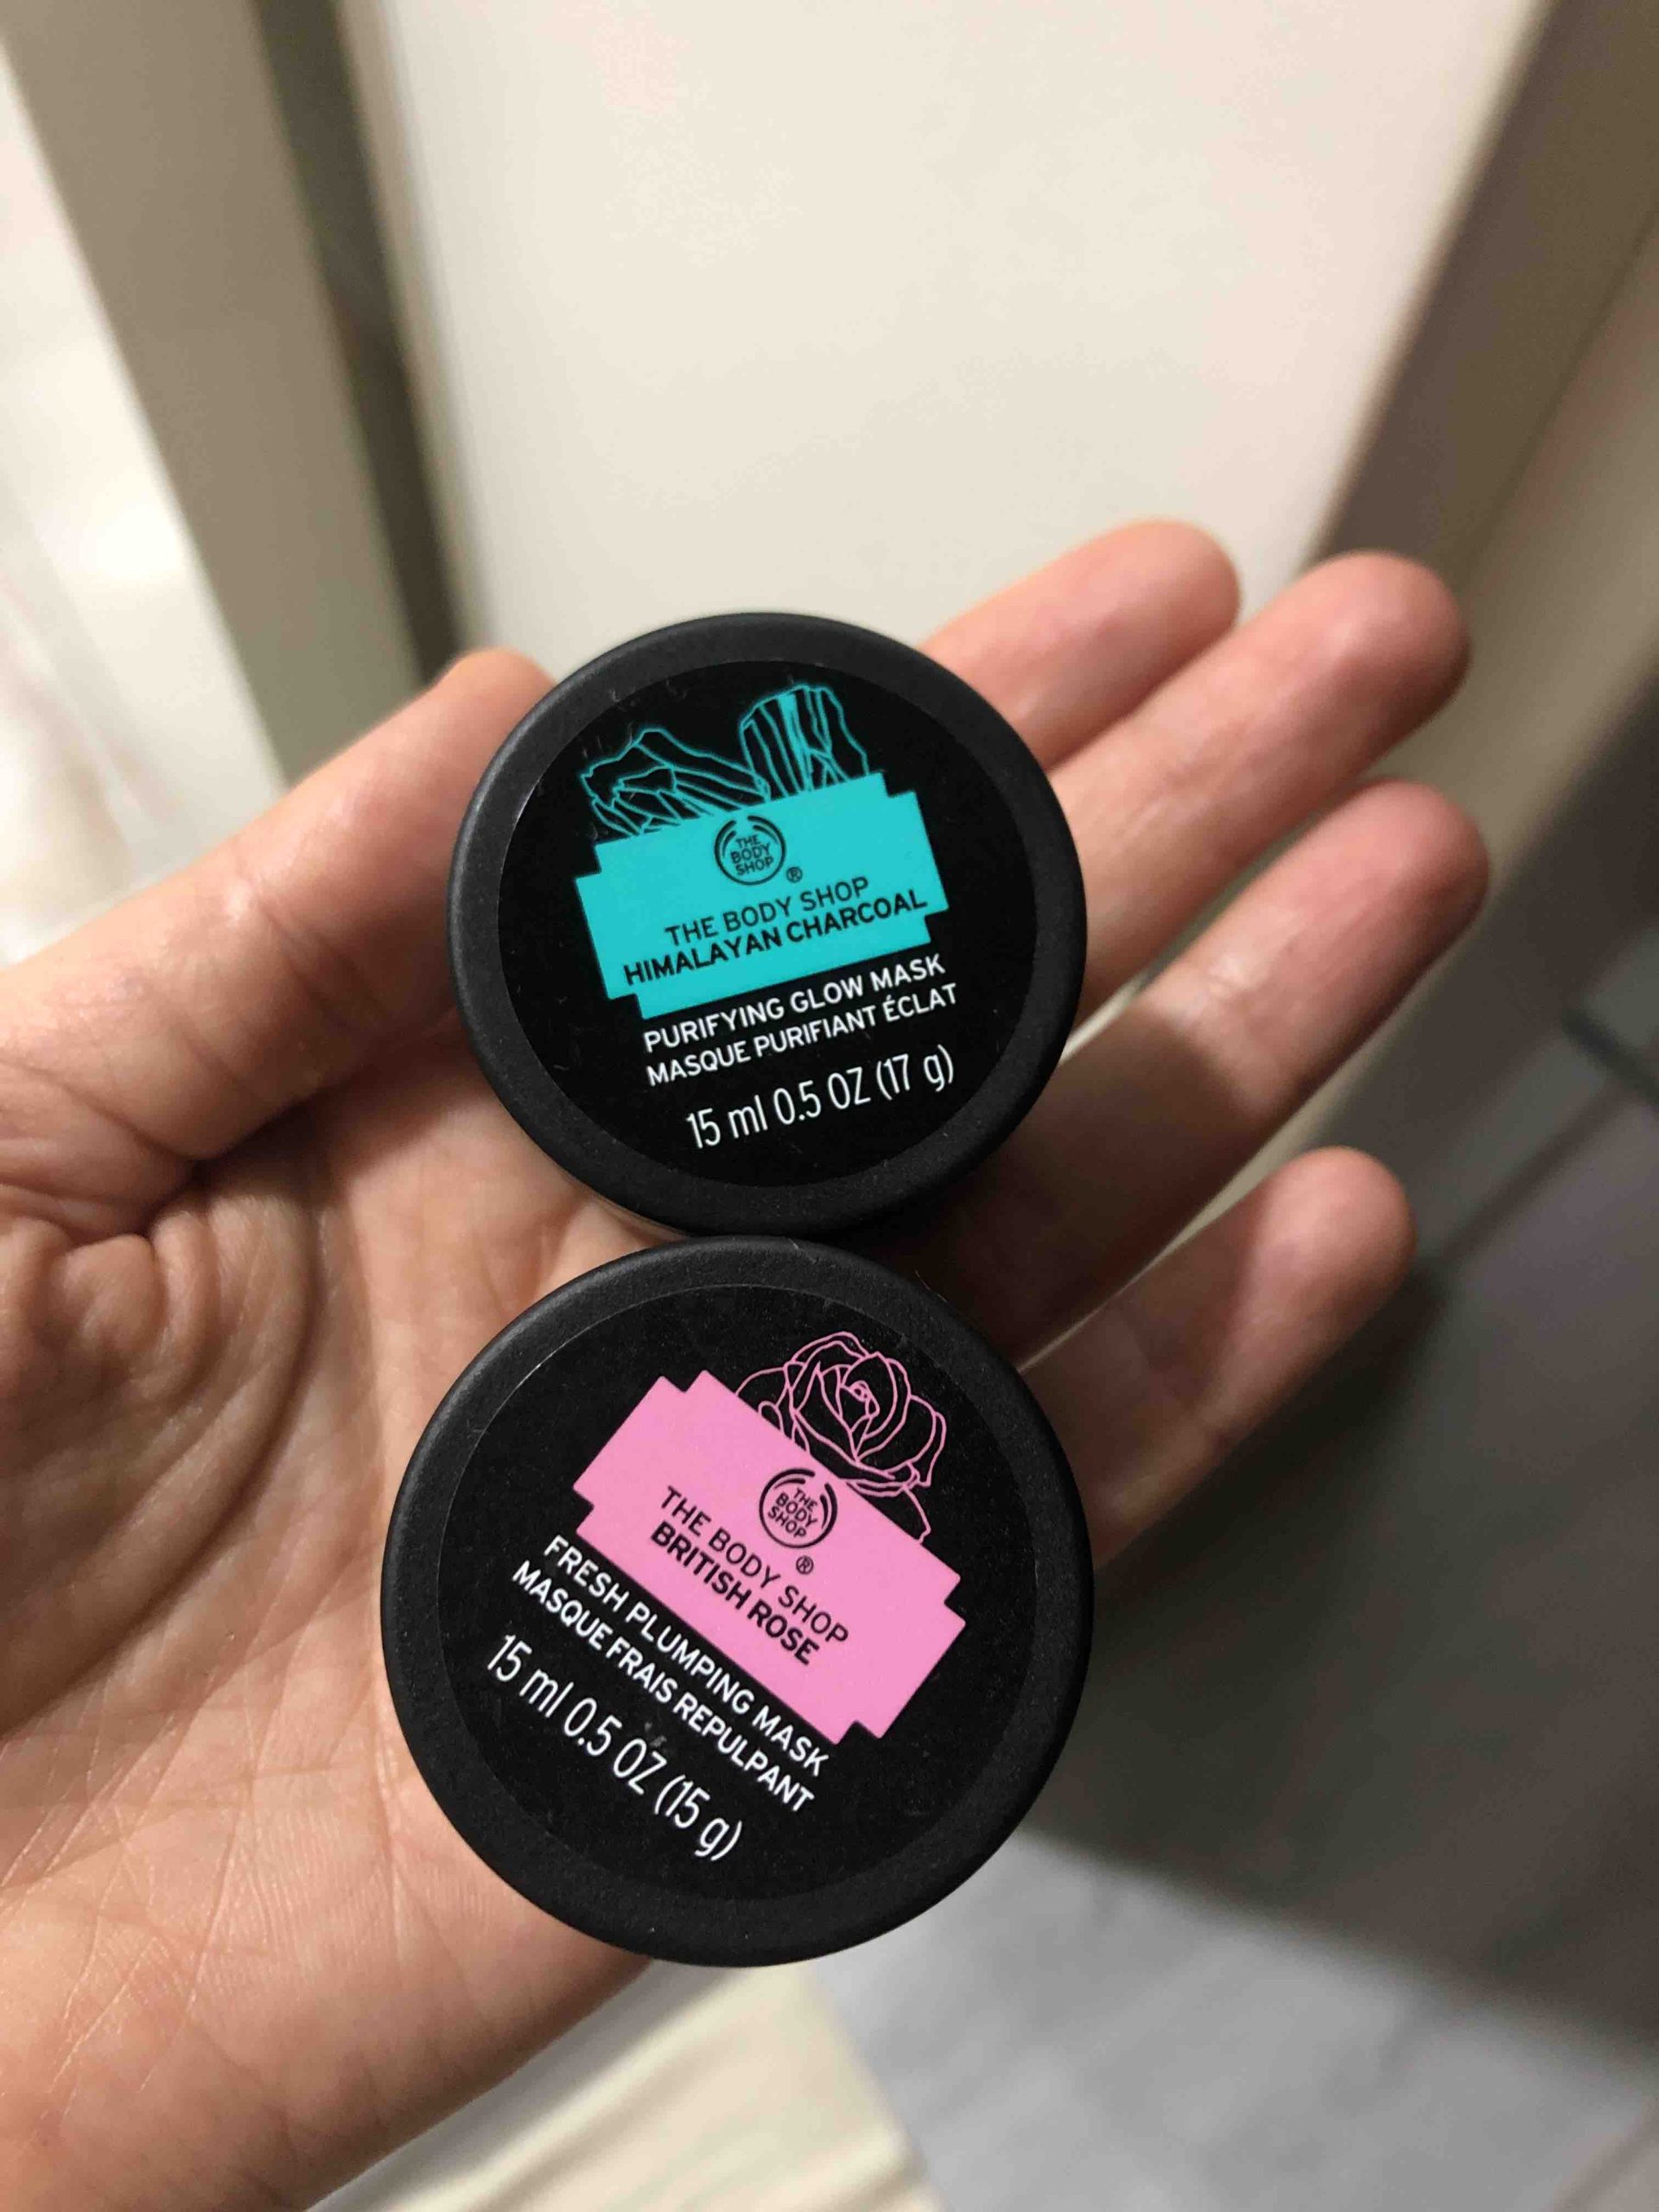 THE
BODY
SHOP
®
THE BODY SHOP
HIMALAYAN CHARCOAL
PURIFYING GLOW MASK
MASQUE PURIFIANT ÉCLAT
15 ml 0.5 OZ (17 g)
THE
BODY
SHOP
®
THE BODY SHOP
BRITISH ROSE
FRESH PLUMPING MASK
MASQUE FRAIS REPULPANT
15 ml 0.5 OZ (15 g)